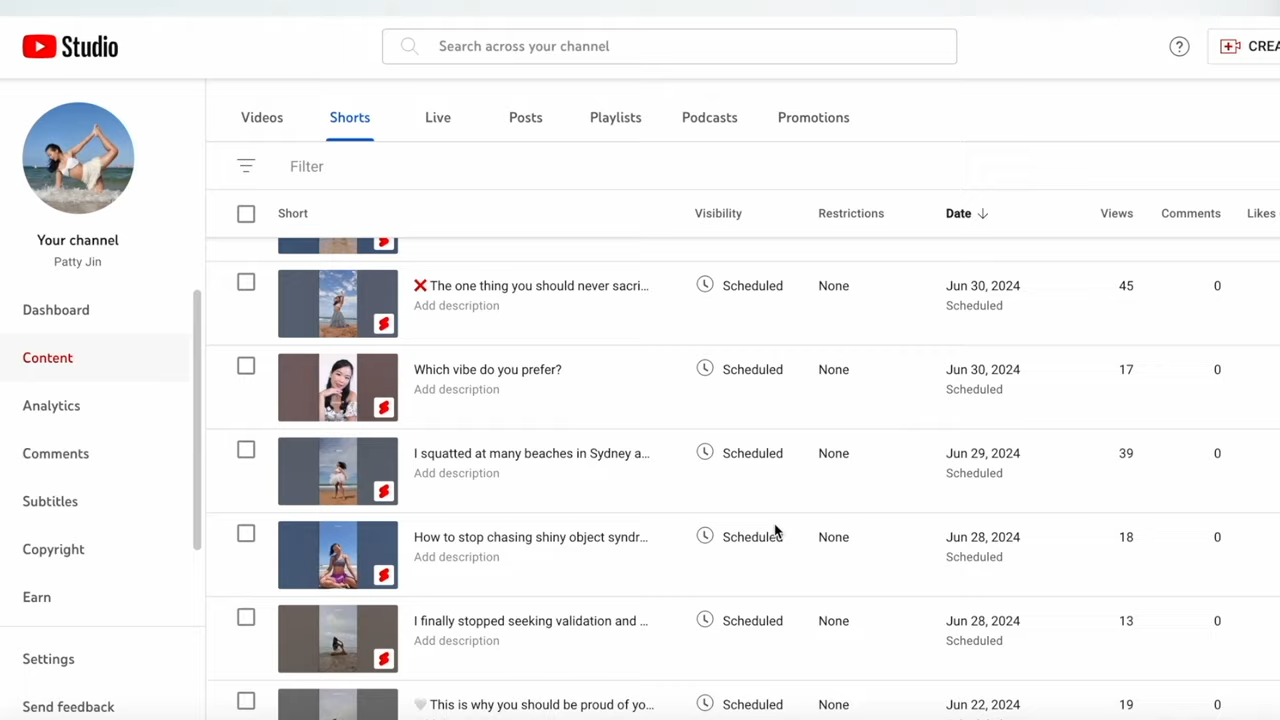 Studio
Search across your channel
?
CREA
Videos Shorts Live Posts Playlists Podcasts Promotions
Filter
Short Visibility Restrictions Date Views Comments Likes
Your channel
Patty Jin
Dashboard
Content
Analytics
Comments
Subtitles
Copyright
Earn
Settings
Send feedback
❌ The one thing you should never sacri... Scheduled None Jun 30, 2024 45 0
Add description Scheduled
Which vibe do you prefer? Scheduled None Jun 30, 2024 17 0
Add description Scheduled
I squatted at many beaches in Sydney a... Scheduled None Jun 29, 2024 39 0
Add description Scheduled
How to stop chasing shiny object syndr... Scheduled None Jun 28, 2024 18 0
Add description Scheduled
I finally stopped seeking validation and ... Scheduled None Jun 28, 2024 13 0
Add description Scheduled
🤍 This is why you should be proud of yo... Scheduled None Jun 22, 2024 19 0